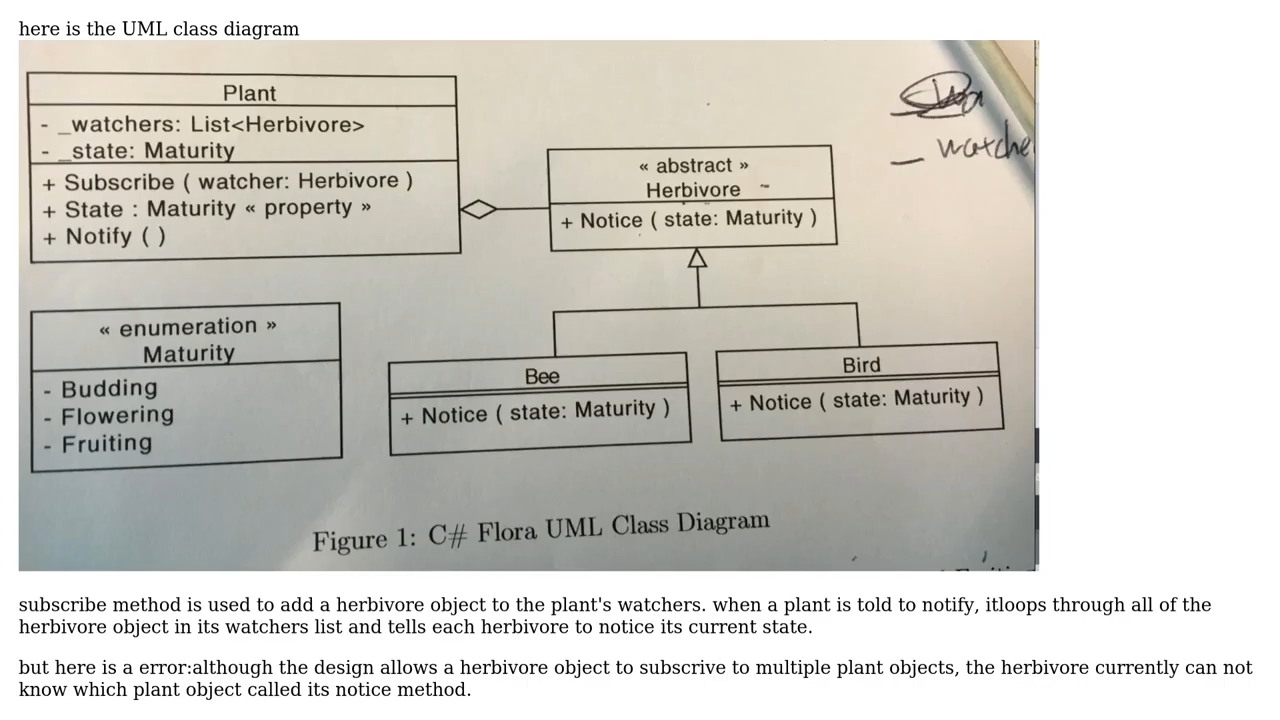 here is the UML class diagram
Plant
- _watchers: List<Herbivore>
- _state: Maturity
+ Subscribe ( watcher: Herbivore )
+ State : Maturity « property »
+ Notify ( )
« abstract »
Herbivore
+ Notice ( state: Maturity )
_ watche
« enumeration »
Maturity
- Budding
- Flowering
- Fruiting
Bee
+ Notice ( state: Maturity )
Bird
+ Notice ( state: Maturity )
Figure 1: C# Flora UML Class Diagram
subscribe method is used to add a herbivore object to the plant's watchers. when a plant is told to notify, itloops through all of the
herbivore object in its watchers list and tells each herbivore to notice its current state.
but here is a error:although the design allows a herbivore object to subscrive to multiple plant objects, the herbivore currently can not
know which plant object called its notice method.